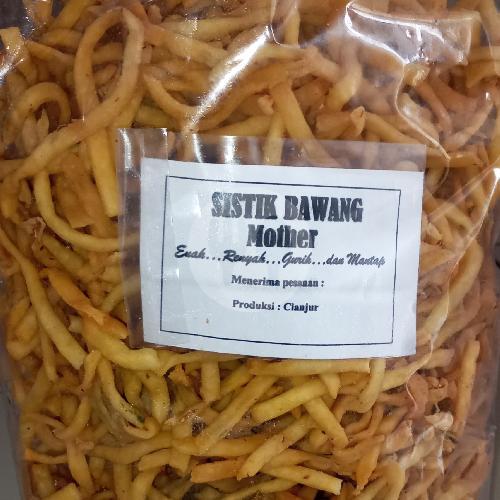 SISTIK BAWANG
Mother
Enak...Renyah...Gurih...dan Mantap
Menerima pesanan :
Produksi : Cianjur